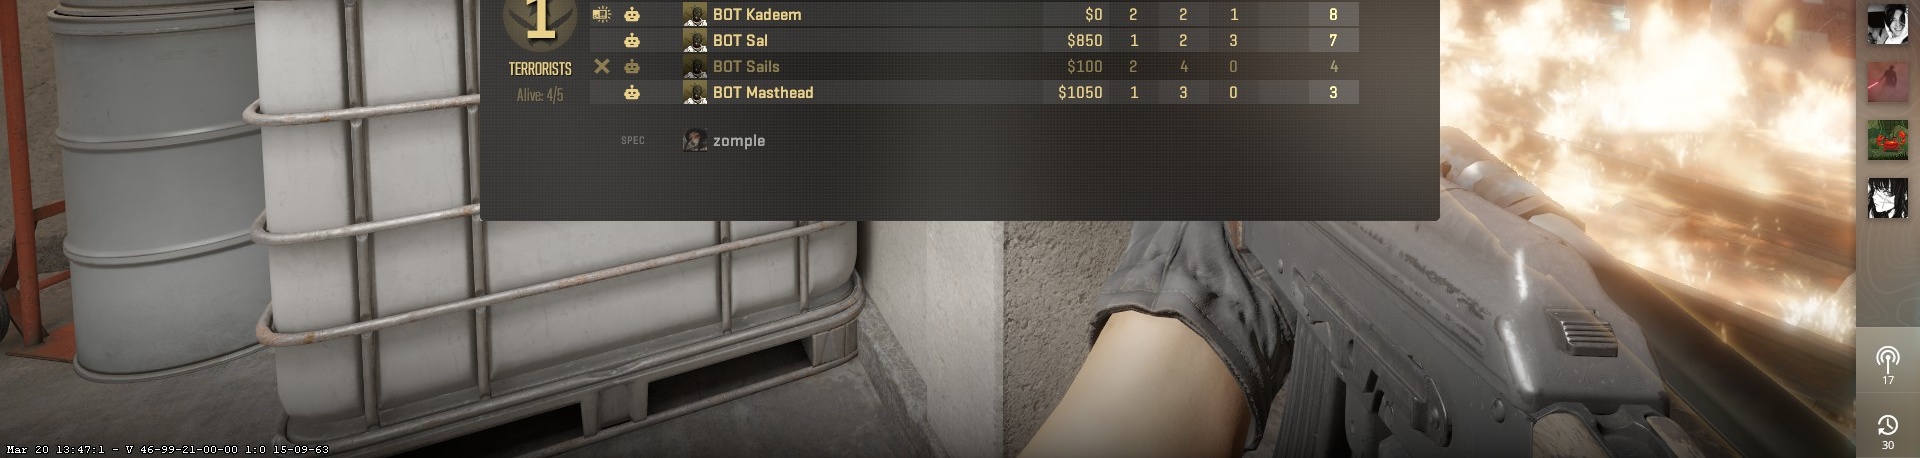 1
BOT Kadeem $0 2 2 1 8
BOT Sal $850 1 2 3 7
TERRORISTS BOT Sails $100 2 4 0 4
Alive: 4/5 BOT Masthead $1050 1 3 0 3
SPEC zomple
17
30
Mar 20 13:47:1 - V 46-99-21-00-00 1:0 15-09-63